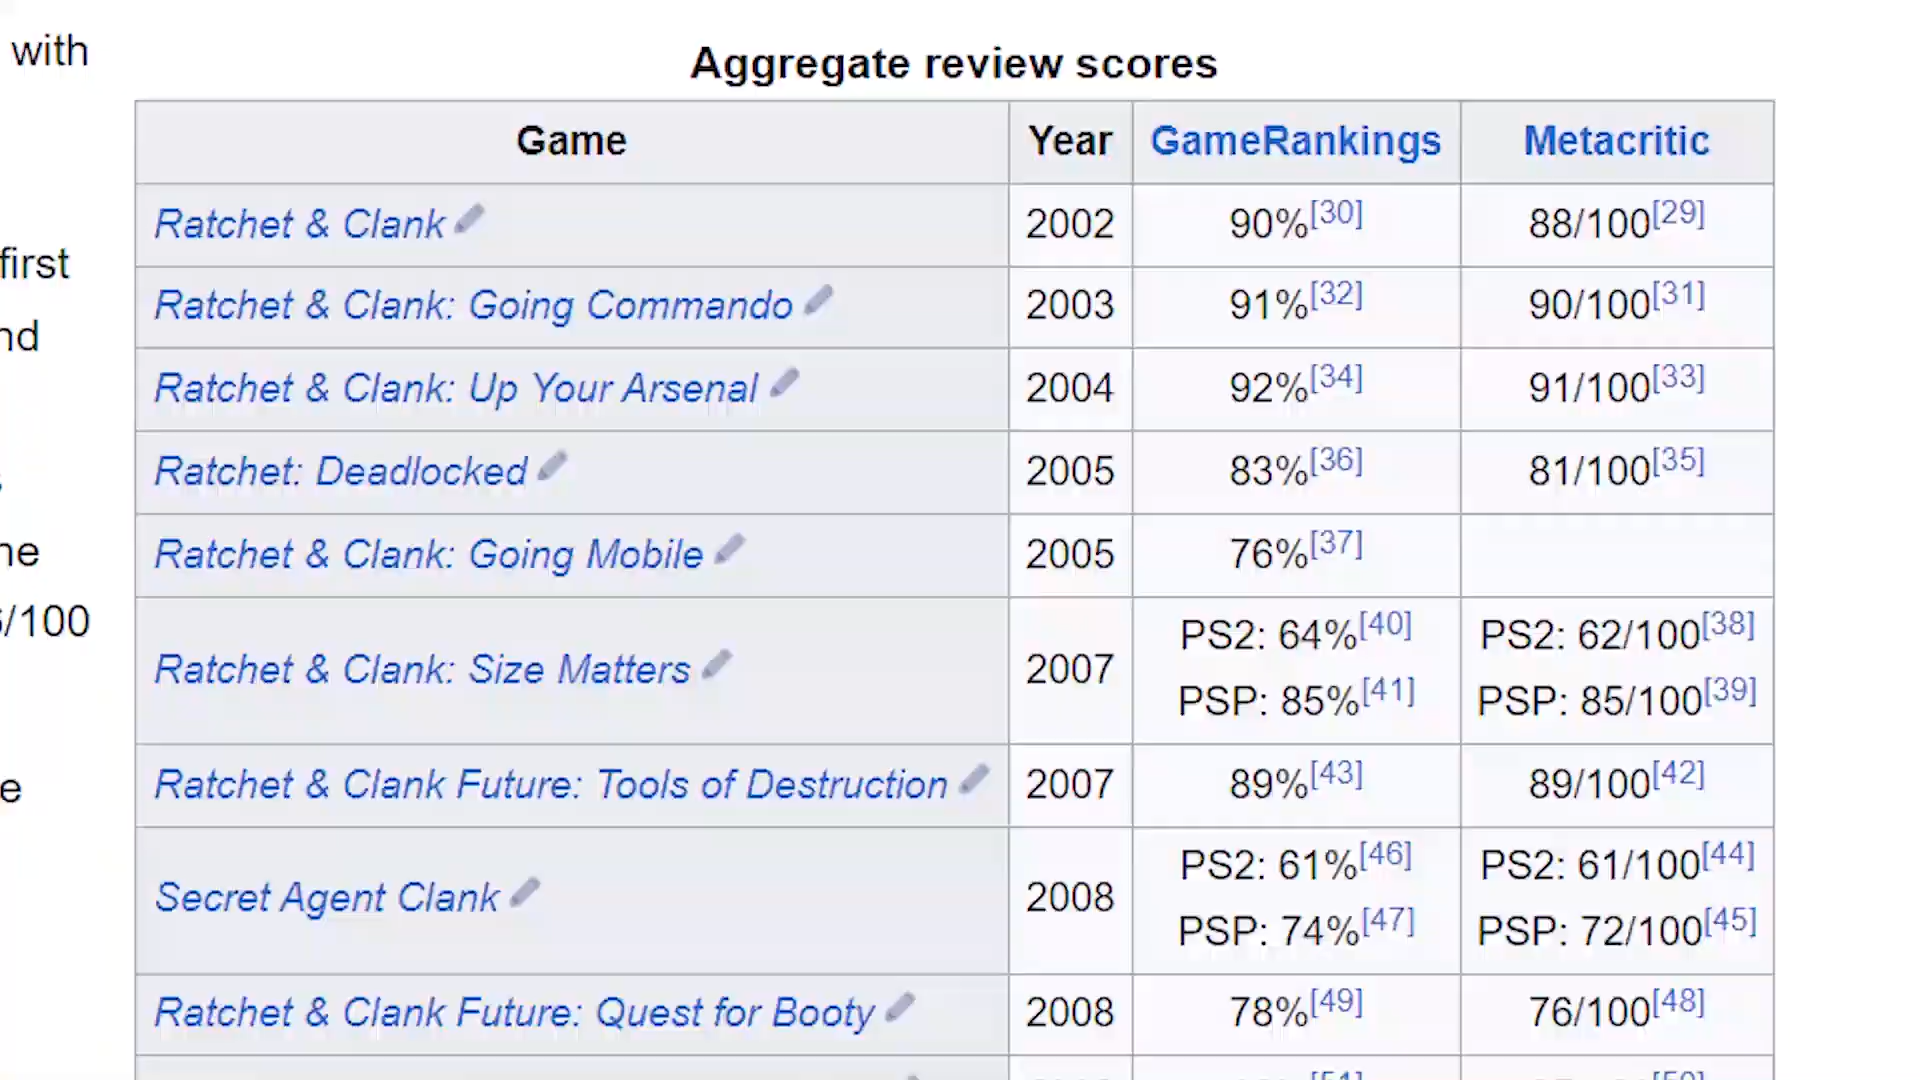 with
first
nd
ne
/100
e
Aggregate review scores
Game Year GameRankings Metacritic
Ratchet & Clank 2002 90%[30] 88/100[29]
Ratchet & Clank: Going Commando 2003 91%[32] 90/100[31]
Ratchet & Clank: Up Your Arsenal 2004 92%[34] 91/100[33]
Ratchet: Deadlocked 2005 83%[36] 81/100[35]
Ratchet & Clank: Going Mobile 2005 76%[37]
Ratchet & Clank: Size Matters 2007 PS2: 64%[40] PS2: 62/100[38]
PSP: 85%[41] PSP: 85/100[39]
Ratchet & Clank Future: Tools of Destruction 2007 89%[43] 89/100[42]
Secret Agent Clank 2008 PS2: 61%[46] PS2: 61/100[44]
PSP: 74%[47] PSP: 72/100[45]
Ratchet & Clank Future: Quest for Booty 2008 78%[49] 76/100[48]